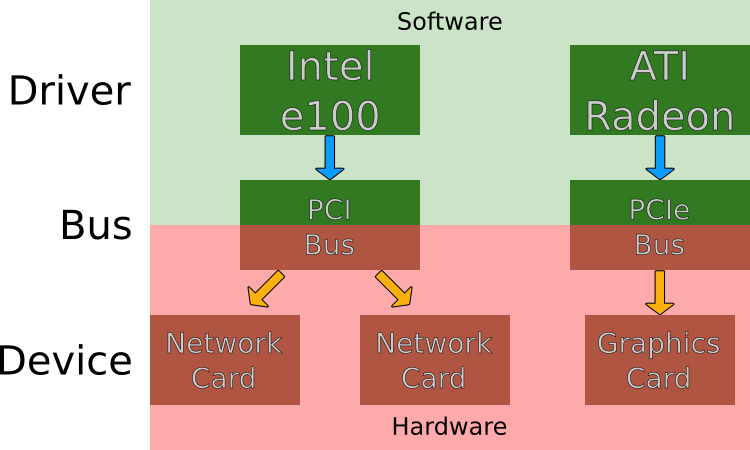 Software
Driver
Intel
e100
ATI
Radeon
Bus
PCI
Bus
PCIe
Bus
Device
Network
Card
Network
Card
Graphics
Card
Hardware